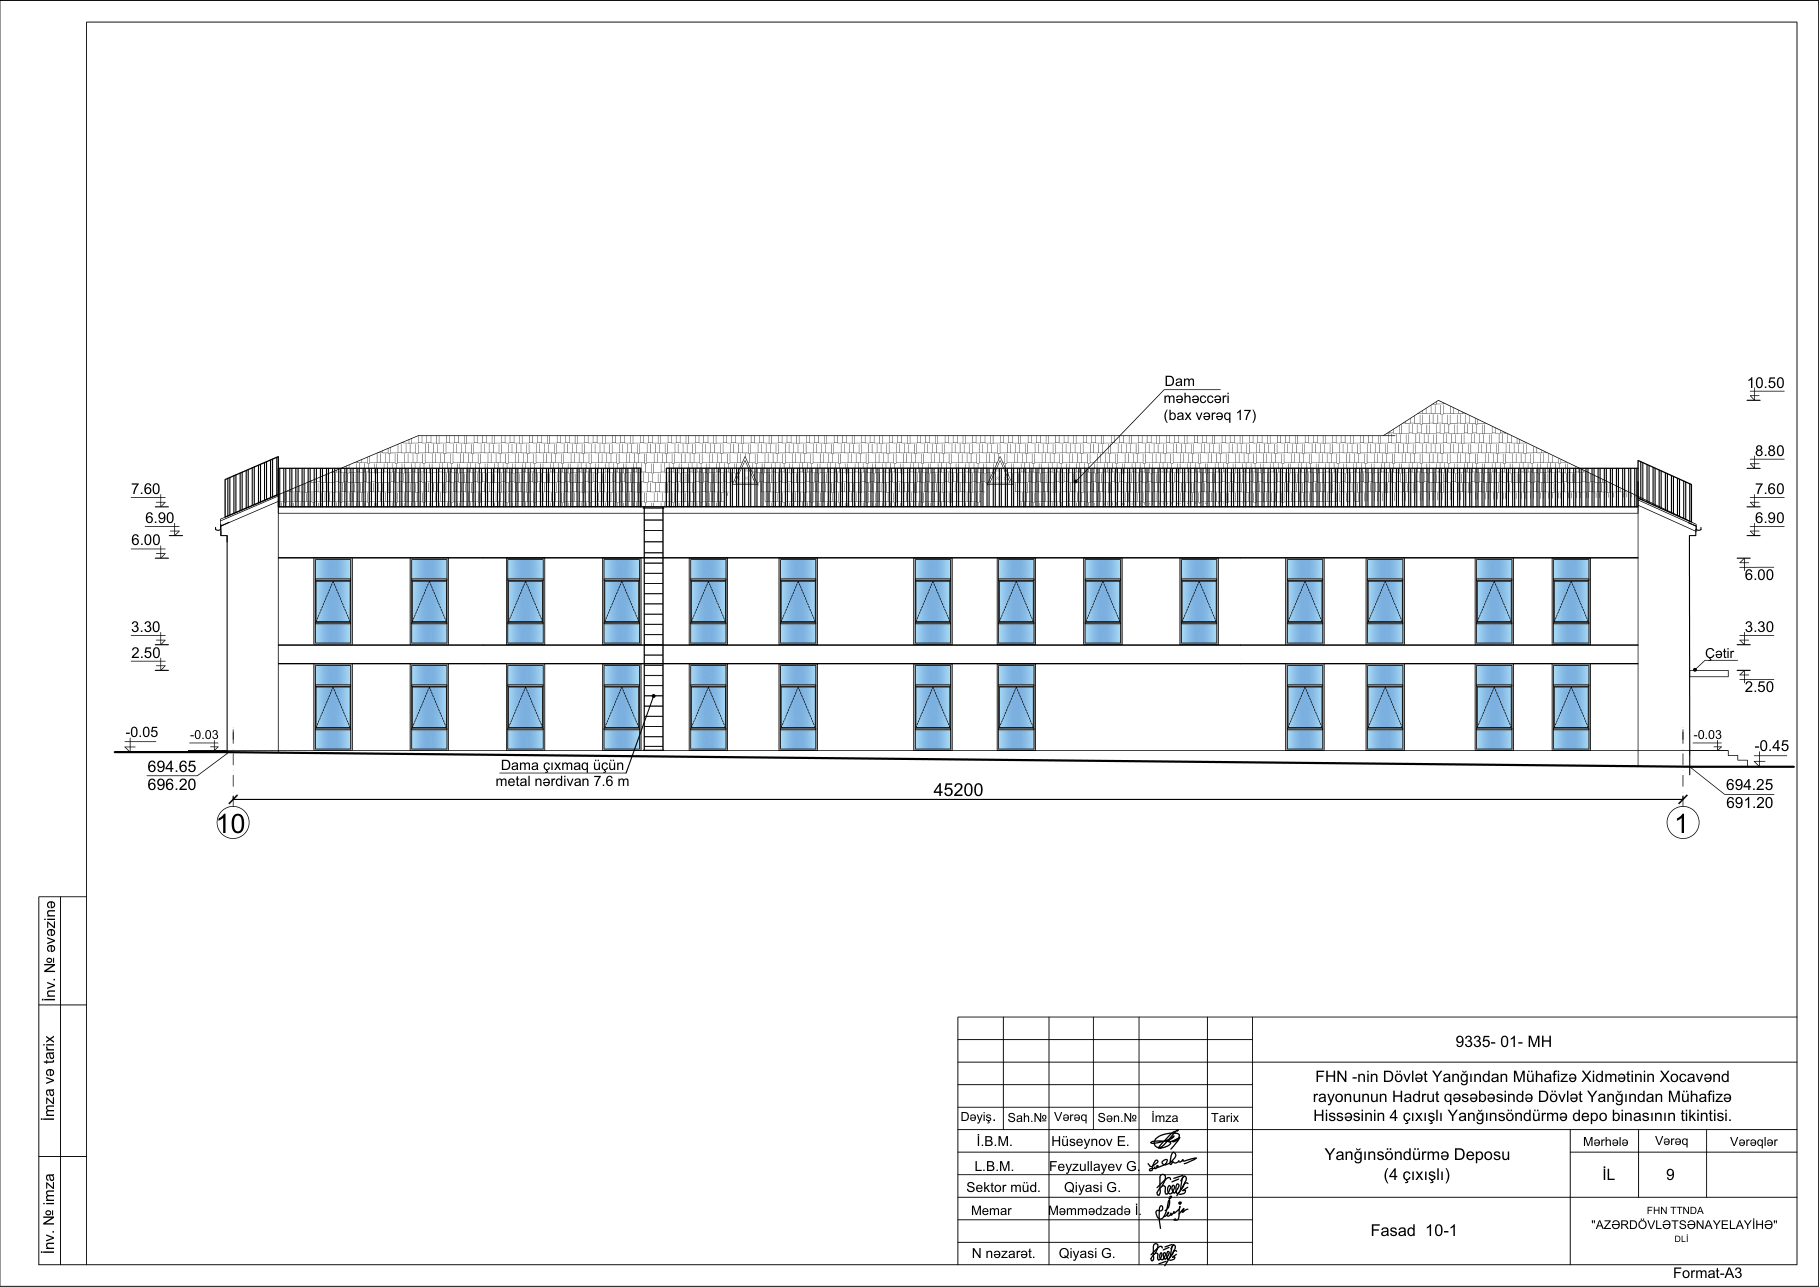 Dam
məhəccəri
(bax vərəq 17)
10.50
8.80
7.60
7.60
6.90
6.90
6.00
6.00
3.30
3.30
2.50
Çətir
2.50
-0.05
-0.03
-0.03
-0.45
694.65
696.20
Dama çıxmaq üçün
metal nərdivan 7.6 m
45200
694.25
691.20
10
1
İnv. № əvəzinə
İmza və tarix
İnv. № imza
9335- 01- MH
FHN -nin Dövlət Yanğından Mühafizə Xidmətinin Xocavənd
rayonunun Hadrut qəsəbəsində Dövlət Yanğından Mühafizə
Hissəsinin 4 çıxışlı Yanğınsöndürmə depo binasının tikintisi.
Dəyiş. Sah.№ Vərəq Sən.№ İmza Tarix
İ.B.M. Hüseynov E.
L.B.M. Feyzullayev G.
Sektor müd. Qiyasi G.
Memar Məmmədzadə İ.
N nəzarət. Qiyasi G.
Yanğınsöndürmə Deposu
(4 çıxışlı)
Mərhələ Vərəq Vərəqlər
İL 9
Fasad 10-1
FHN TTNDA
"AZƏRDÖVLƏTSƏNAYELAYİHƏ"
DLİ
Format-A3